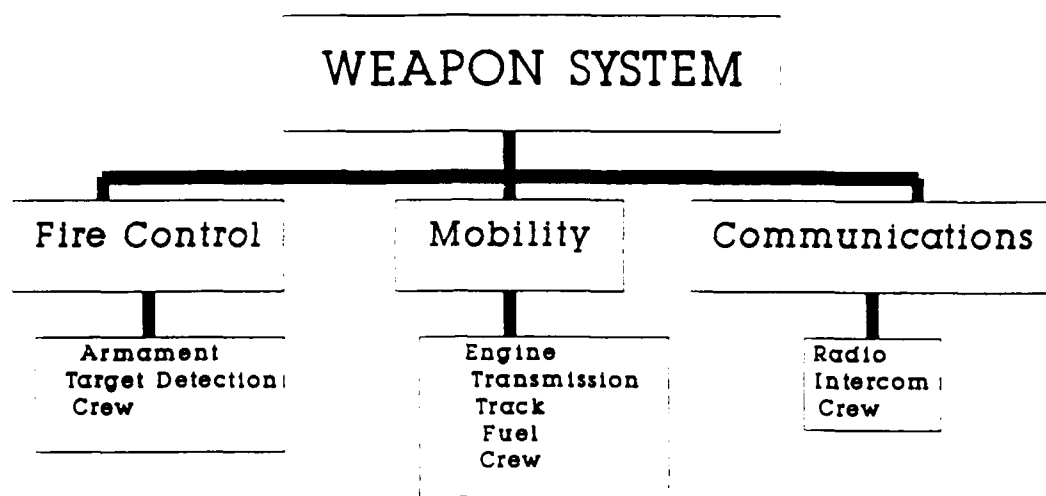 WEAPON SYSTEM
Fire Control
Mobility
Communications
Armament
Target Detection
Crew
Engine
Transmission
Track
Fuel
Crew
Radio
Intercom
Crew